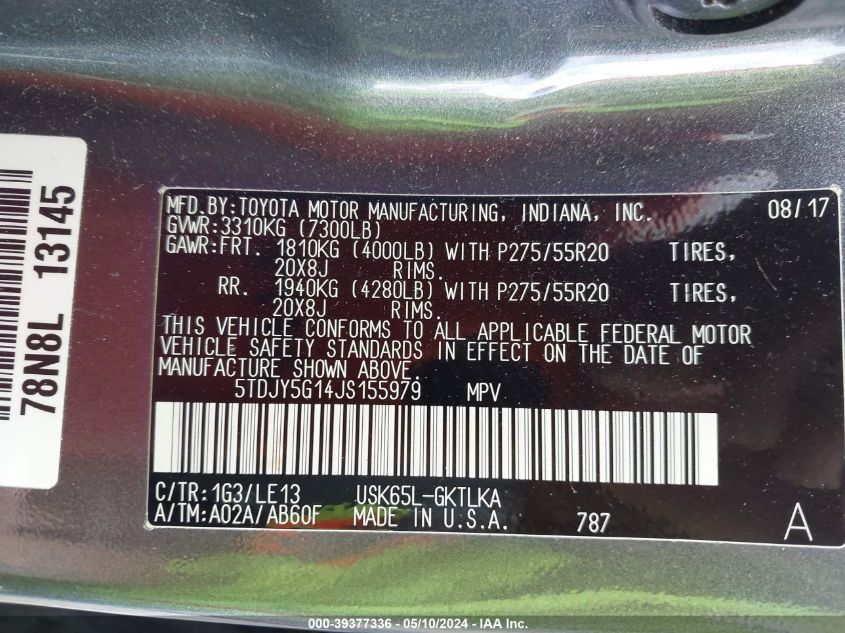 78N8L 13145
MFD.BY:TOYOTA MOTOR MANUFACTURING, INDIANA, INC. 08/17
GVWR:3310KG (7300LB)
GAWR:FRT. 1810KG (4000LB) WITH P275/55R20 TIRES,
20X8J RIMS.
RR. 1940KG (4280LB) WITH P275/55R20 TIRES,
20X8J RIMS.
THIS VEHICLE CONFORMS TO ALL APPLICABLE FEDERAL MOTOR
VEHICLE SAFETY STANDARDS IN EFFECT ON THE DATE OF
MANUFACTURE SHOWN ABOVE.
5TDJY5G14JS155979 MPV
C/TR:1G3/LE13 USK65L-GKTLKA
A/TM:A02A/AB60F MADE IN U.S.A. 787 A
000-39377336 - 05/10/2024 - IAA Inc.